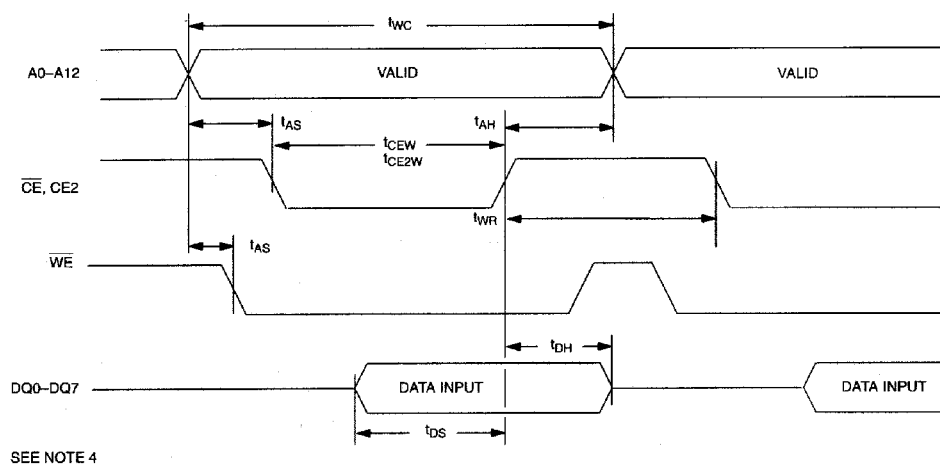 tWC
A0–A12
VALID
VALID
tAS
tAH
tCEW
tCE2W
CE, CE2
tWR
tAS
WE
tDH
DQ0–DQ7
DATA INPUT
DATA INPUT
tDS
SEE NOTE 4